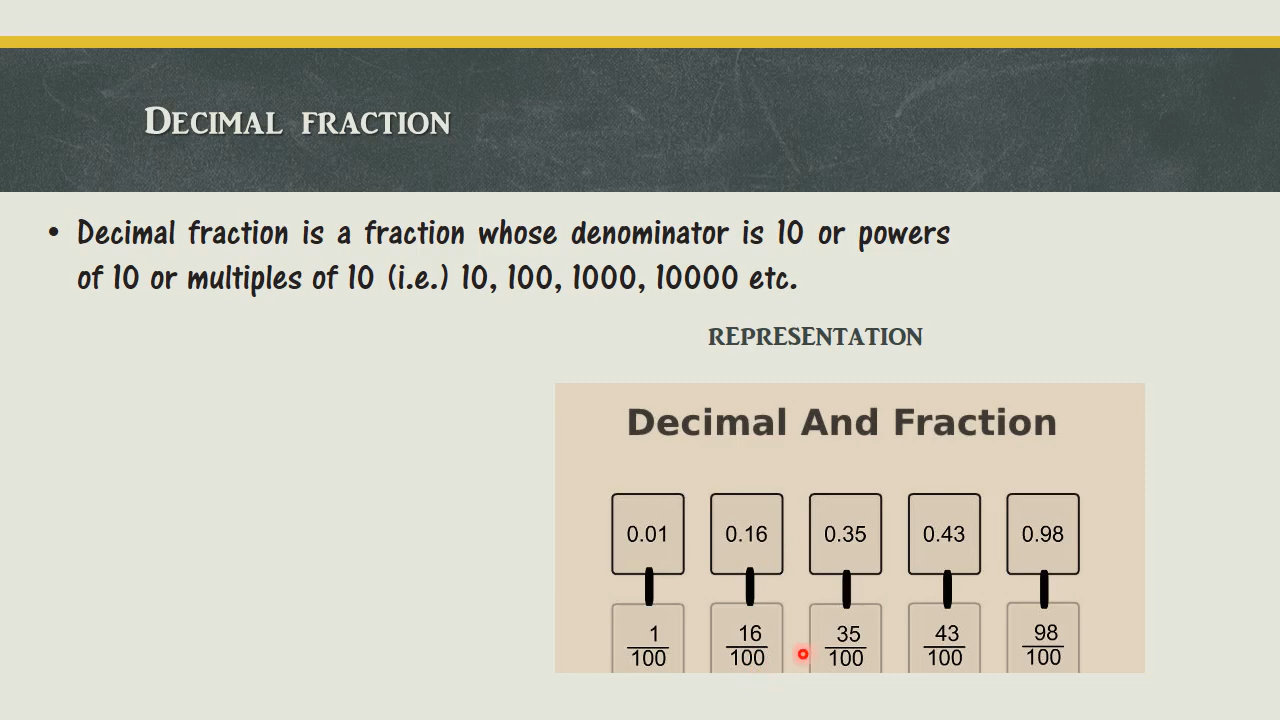 Decimal fraction
• Decimal fraction is a fraction whose denominator is 10 or powers
of 10 or multiples of 10 (i.e.) 10, 100, 1000, 10000 etc.
rEPRESENTATION
Decimal And Fraction
0.01 0.16 0.35 0.43 0.98
1 16 35 43 98
100 100 100 100 100